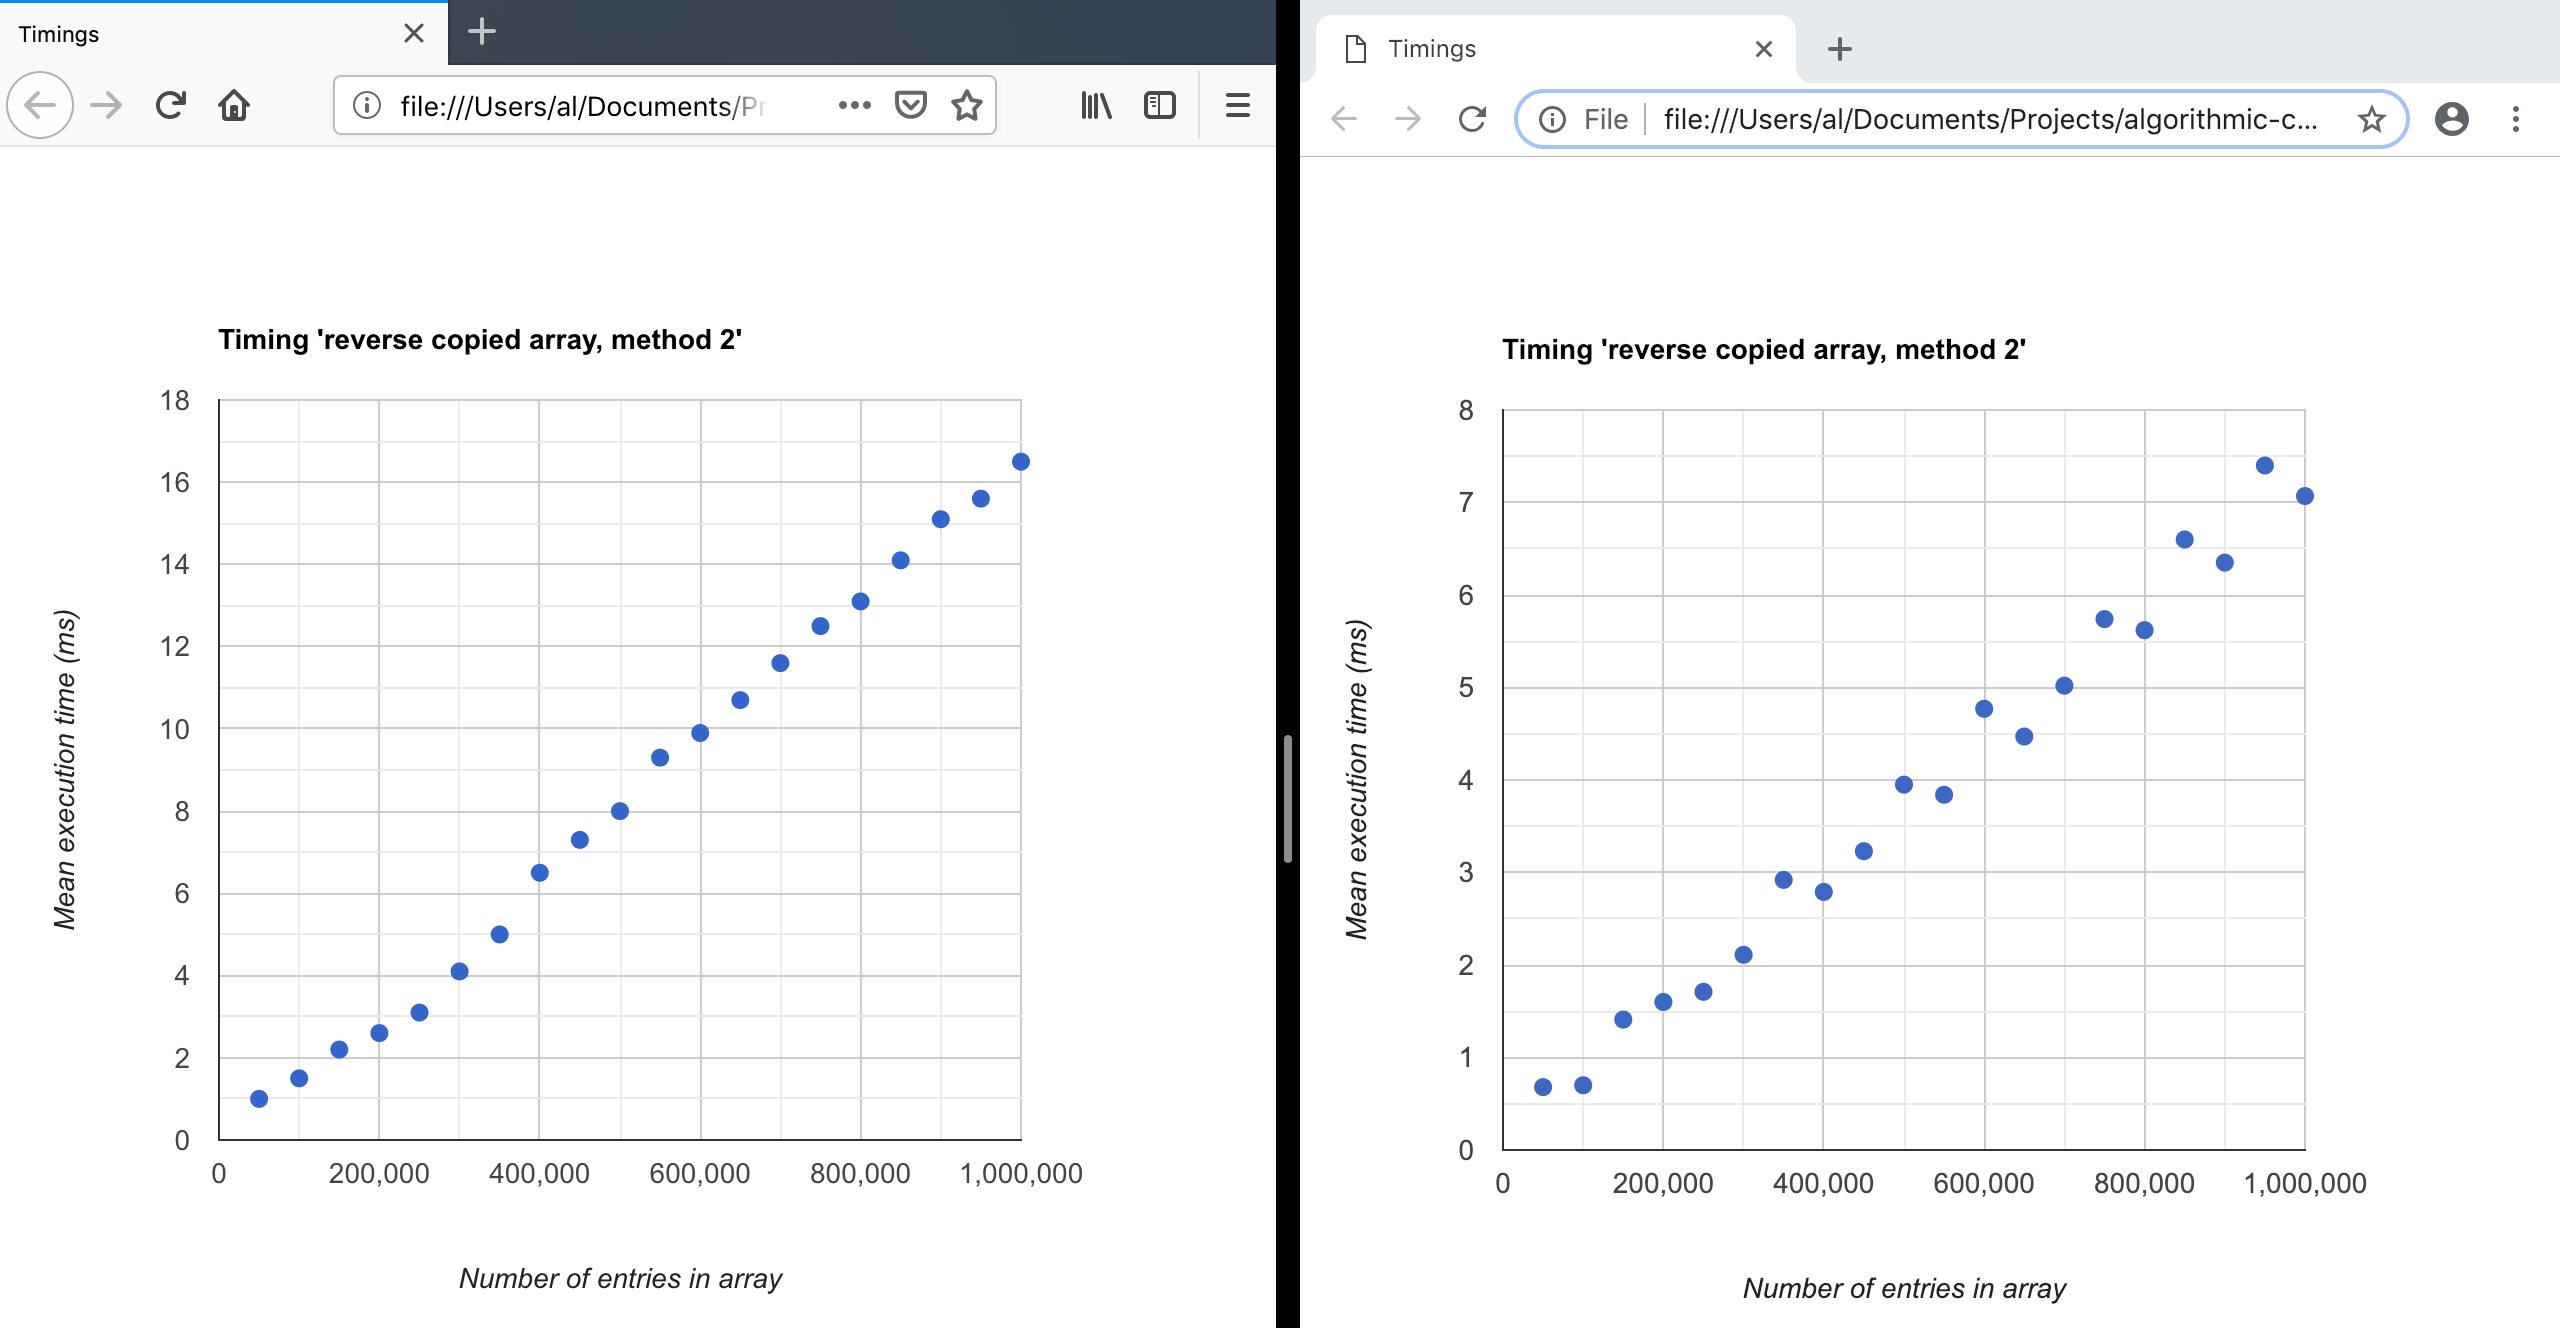 Timings
file:///Users/al/Documents/Pr
Timing 'reverse copied array, method 2'
18
16
14
12
10
8
6
4
2
0
Mean execution time (ms)
0 200,000 400,000 600,000 800,000 1,000,000
Number of entries in array
Timings
File file:///Users/al/Documents/Projects/algorithmic-c...
Timing 'reverse copied array, method 2'
8
7
6
5
4
3
2
1
0
Mean execution time (ms)
0 200,000 400,000 600,000 800,000 1,000,000
Number of entries in array